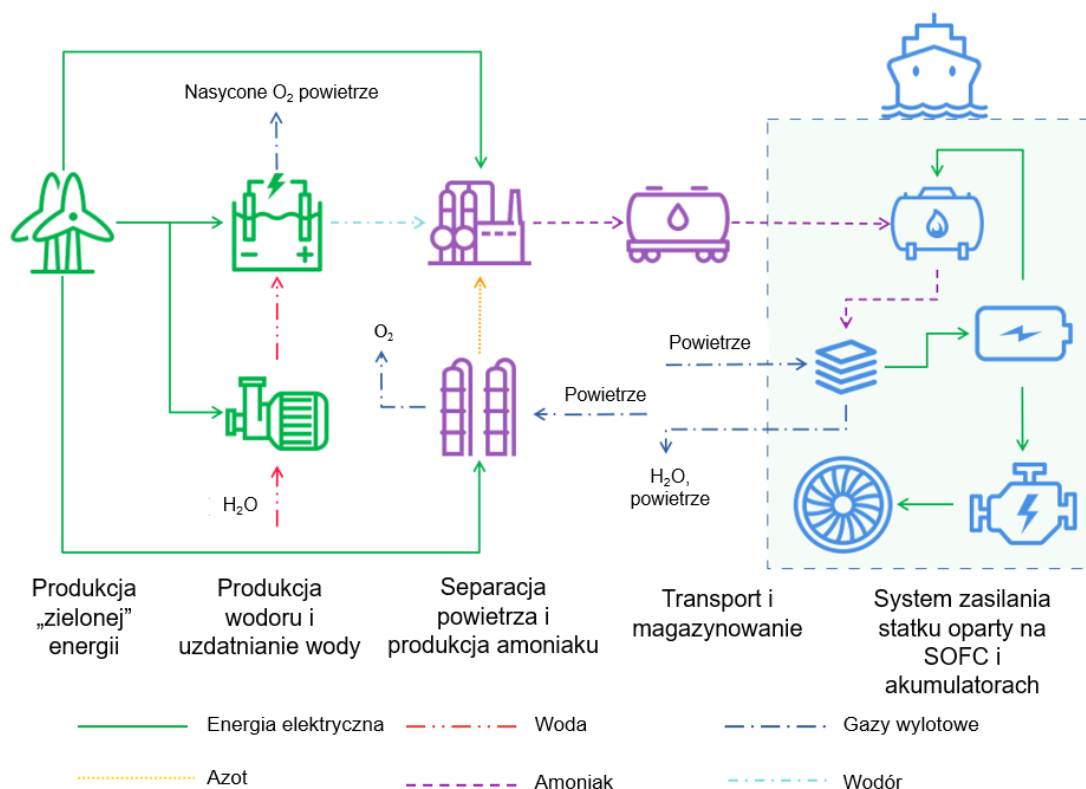 Nasycone O₂ powietrze
O₂
Powietrze
Powietrze
H₂O,
powietrze
H₂O
Produkcja
„zielonej”
energii
Produkcja
wodoru i
uzdatnianie wody
Separacja
powietrza i
produkcja amoniaku
Transport i
magazynowanie
System zasilania
statku oparty na
SOFC i
akumulatorach
Energia elektryczna
Woda
Gazy wylotowe
Azot
Amoniak
Wodór